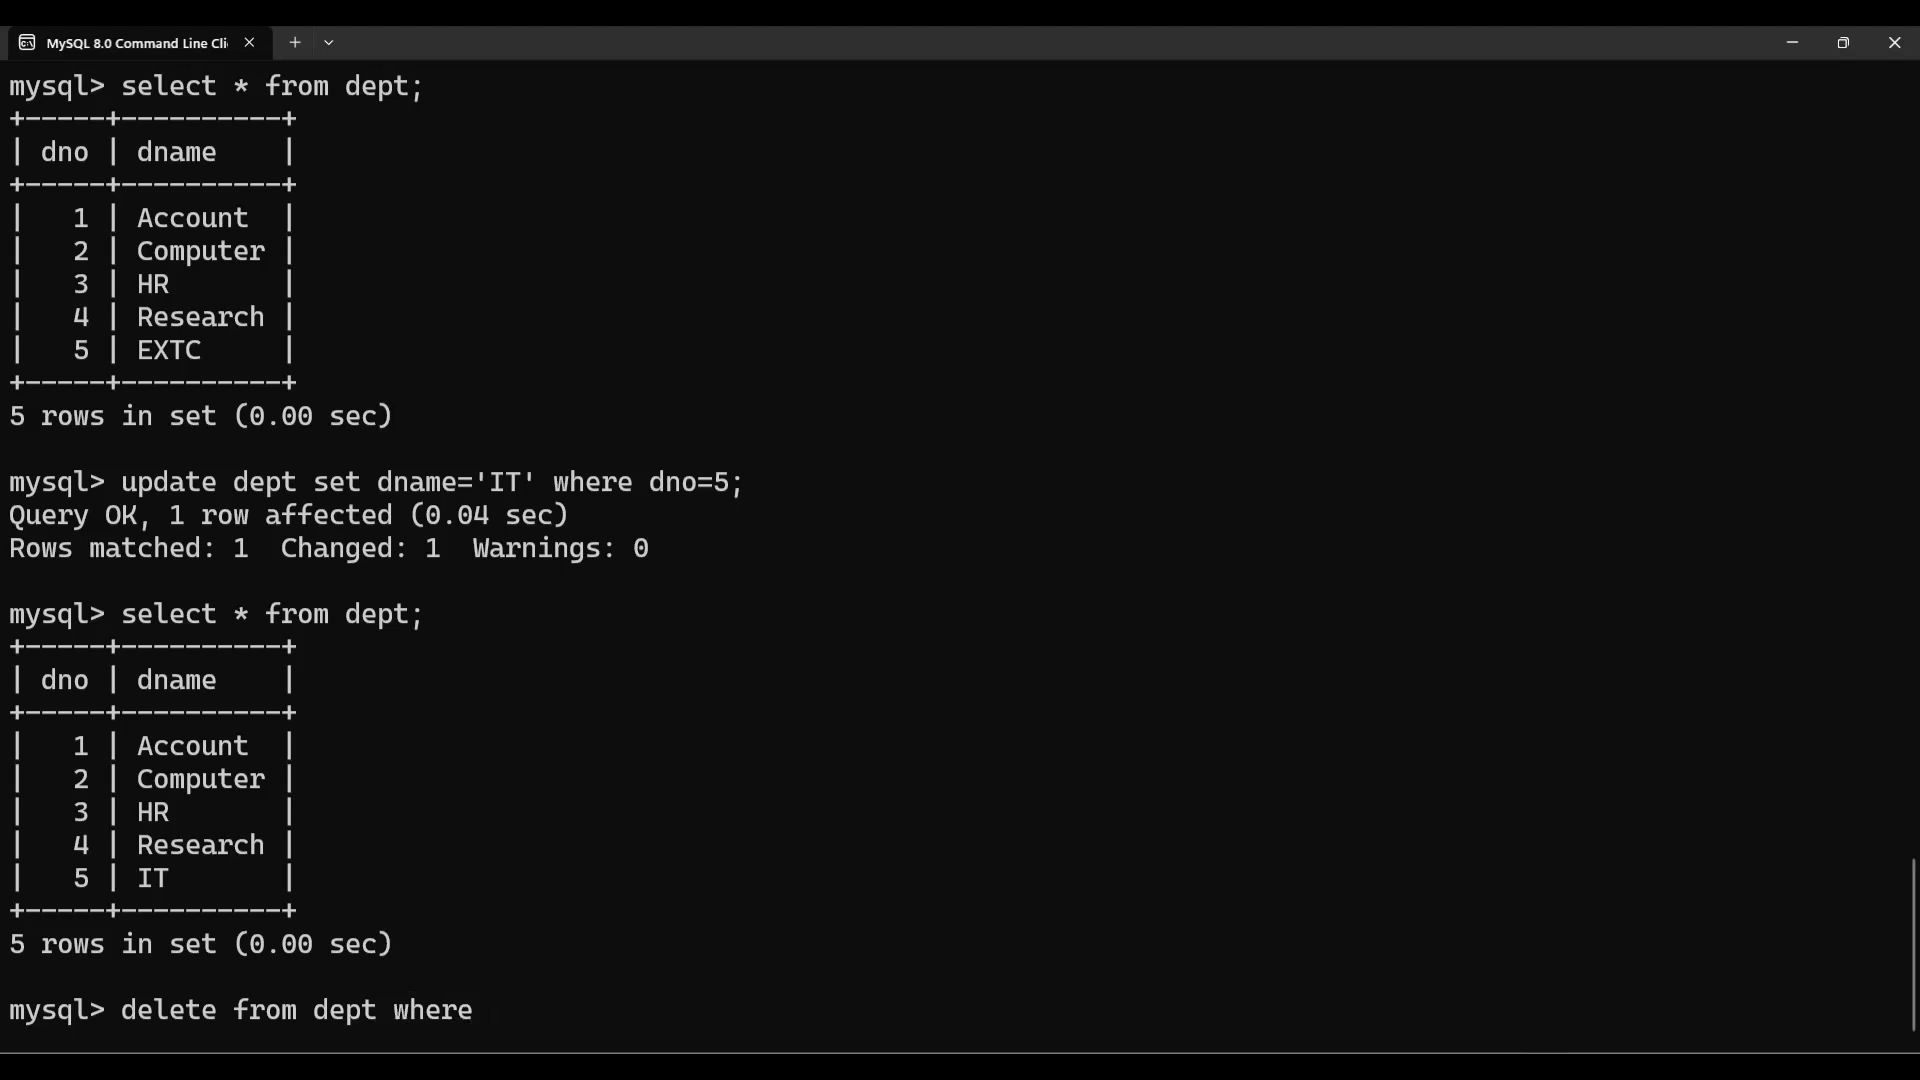 MySQL 8.0 Command Line Cli
mysql> select * from dept;
+-----+----------+
| dno | dname    |
+-----+----------+
|   1 | Account  |
|   2 | Computer |
|   3 | HR       |
|   4 | Research |
|   5 | EXTC     |
+-----+----------+
5 rows in set (0.00 sec)
mysql> update dept set dname='IT' where dno=5;
Query OK, 1 row affected (0.04 sec)
Rows matched: 1  Changed: 1  Warnings: 0
mysql> select * from dept;
+-----+----------+
| dno | dname    |
+-----+----------+
|   1 | Account  |
|   2 | Computer |
|   3 | HR       |
|   4 | Research |
|   5 | IT       |
+-----+----------+
5 rows in set (0.00 sec)
mysql> delete from dept where